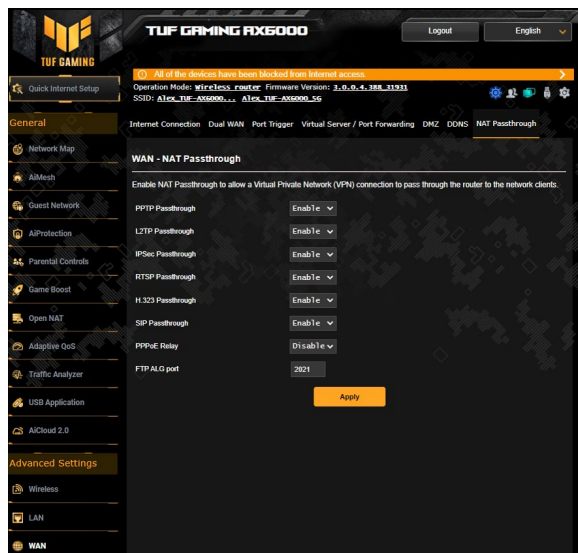 TUF GAMING AX6000
Logout
English
TUF GAMING
All of the devices have been blocked from Internet access.
Quick Internet Setup
Operation Mode: Wireless router Firmware Version: 3.0.0.4.388_31931
SSID: Alex_TUF-AX6000... Alex_TUF-AX6000_5G
General
Internet Connection Dual WAN Port Trigger Virtual Server / Port Forwarding DMZ DDNS NAT Passthrough
Network Map
WAN - NAT Passthrough
AiMesh
Enable NAT Passthrough to allow a Virtual Private Network (VPN) connection to pass through the router to the network clients.
Guest Network
PPTP Passthrough Enable
L2TP Passthrough Enable
AiProtection
IPSec Passthrough Enable
Parental Controls
RTSP Passthrough Enable
Game Boost
H.323 Passthrough Enable
Open NAT
SIP Passthrough Enable
Adaptive QoS
PPPoE Relay Disable
Traffic Analyzer
FTP ALG port 2021
Apply
USB Application
AiCloud 2.0
Advanced Settings
Wireless
LAN
WAN